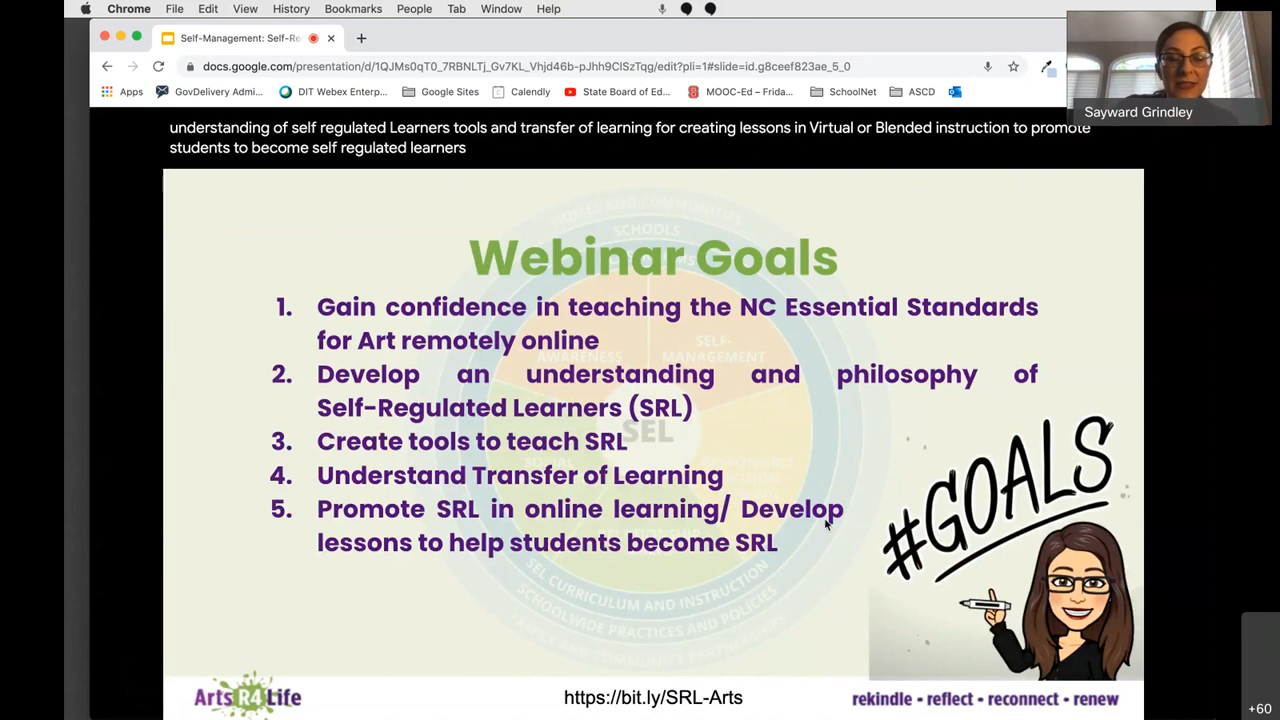 Chrome File Edit View History Bookmarks People Tab Window Help
Self-Management: Self-Re
docs.google.com/presentation/d/1QJMs0qT0_7RBNLTj_Gv7KL_Vhjd46b-pJhh9ClSzTqg/edit?pli=1#slide=id.g8ceef823ae_5_0
Apps GovDelivery Admi... DIT Webex Enterp... Google Sites Calendly State Board of Ed... MOOC-Ed – Frida... SchoolNet ASCD
Sayward Grindley
understanding of self regulated Learners tools and transfer of learning for creating lessons in Virtual or Blended instruction to promote
students to become self regulated learners
HOMES AND COMMUNITIES
SCHOOLS
Webinar Goals
1. Gain confidence in teaching the NC Essential Standards
for Art remotely online
AWARENESS
SELF-
MANAGEMENT
2. Develop an understanding and philosophy of
Self-Regulated Learners (SRL)
SEL
3. Create tools to teach SRL
4. Understand Transfer of Learning
5. Promote SRL in online learning/ Develop
lessons to help students become SRL
#GOALS
SEL CURRICULUM AND INSTRUCTION
SCHOOLWIDE PRACTICES AND POLICIES
Arts R4 Life
https://bit.ly/SRL-Arts
rekindle • reflect • reconnect • renew
+60